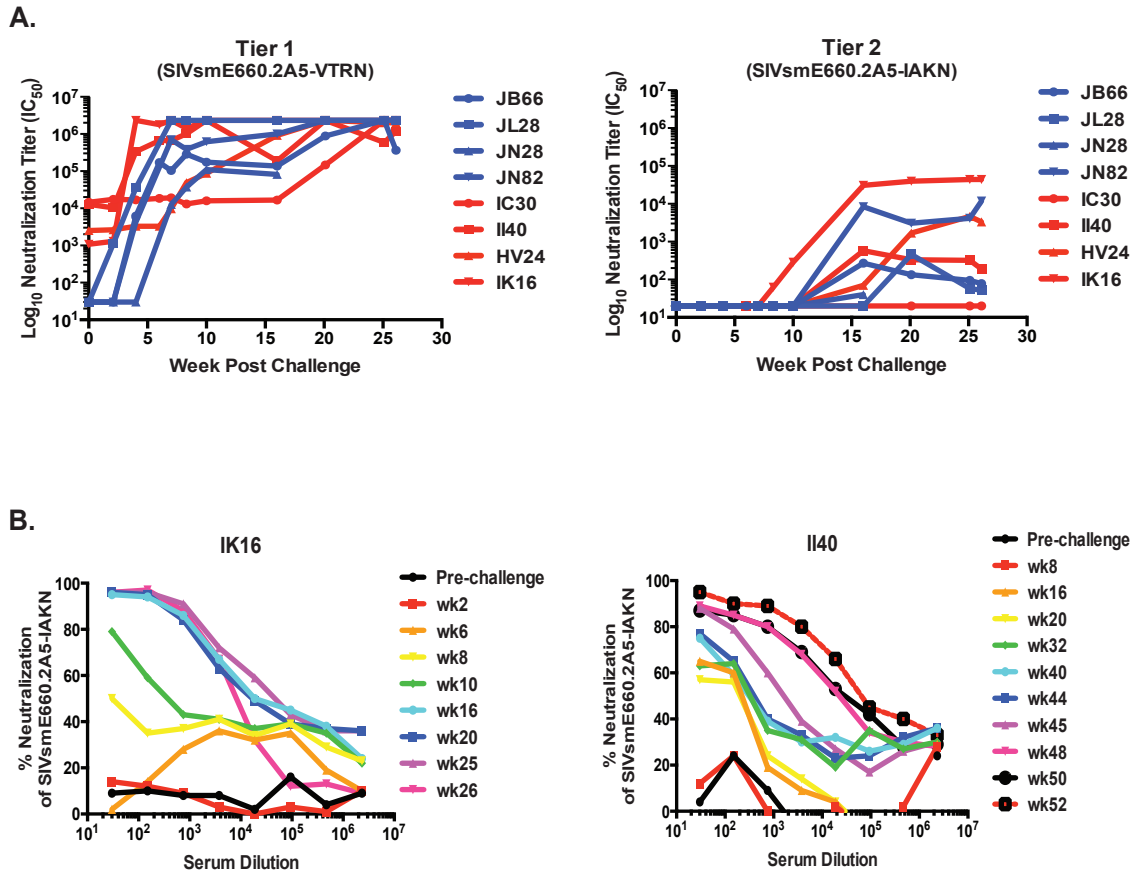 A.
Tier 1
(SIVsmE660.2A5-VTRN)
Log10 Neutralization Titer (IC50)
10^7
10^6
10^5
10^4
10^3
10^2
10^1
0 5 10 15 20 25 30
Week Post Challenge
JB66
JL28
JN28
JN82
IC30
II40
HV24
IK16
Tier 2
(SIVsmE660.2A5-IAKN)
Log10 Neutralization Titer (IC50)
10^7
10^6
10^5
10^4
10^3
10^2
10^1
0 5 10 15 20 25 30
Week Post Challenge
JB66
JL28
JN28
JN82
IC30
II40
HV24
IK16
B.
IK16
% Neutralization
of SIVsmE660.2A5-IAKN
100
80
60
40
20
0
10^1 10^2 10^3 10^4 10^5 10^6 10^7
Serum Dilution
Pre-challenge
wk2
wk6
wk8
wk10
wk16
wk20
wk25
wk26
II40
% Neutralization
of SIVsmE660.2A5-IAKN
100
80
60
40
20
0
10^1 10^2 10^3 10^4 10^5 10^6 10^7
Serum Dilution
Pre-challenge
wk8
wk16
wk20
wk32
wk40
wk44
wk45
wk48
wk50
wk52